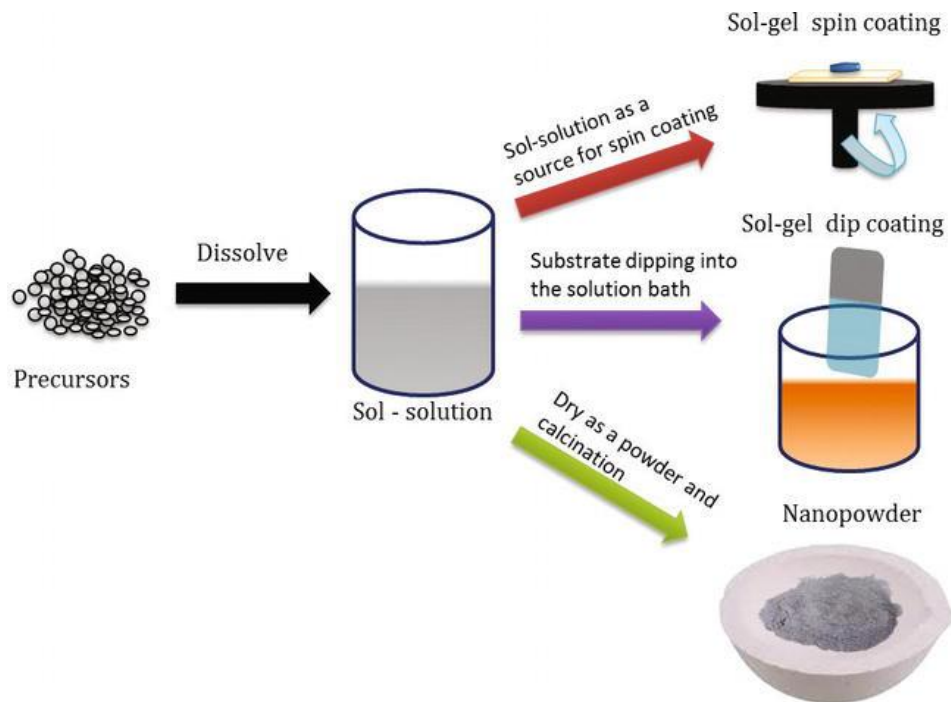 Precursors
Dissolve
Sol - solution
Sol-solution as a
source for spin coating
Sol-gel spin coating
Substrate dipping into
the solution bath
Sol-gel dip coating
Dry as a powder and
calcination
Nanopowder